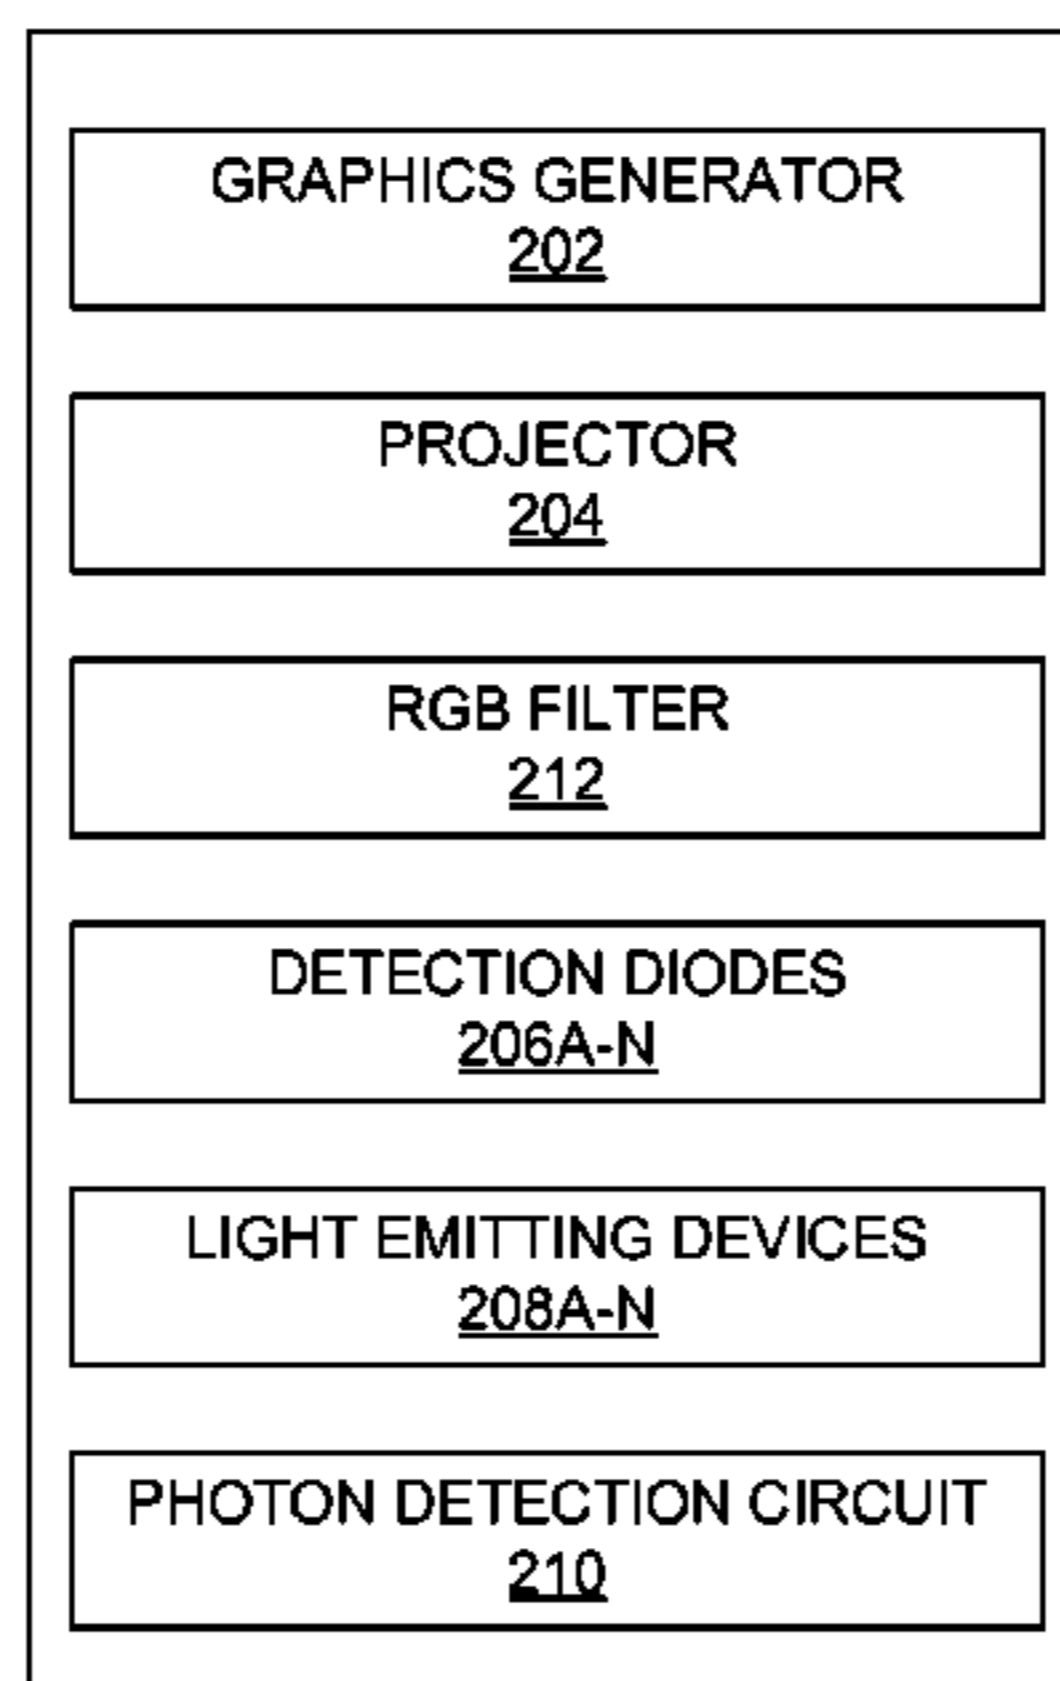 GRAPHICS GENERATOR
202
PROJECTOR
204
RGB FILTER
212
DETECTION DIODES
206A-N
LIGHT EMITTING DEVICES
208A-N
PHOTON DETECTION CIRCUIT
210